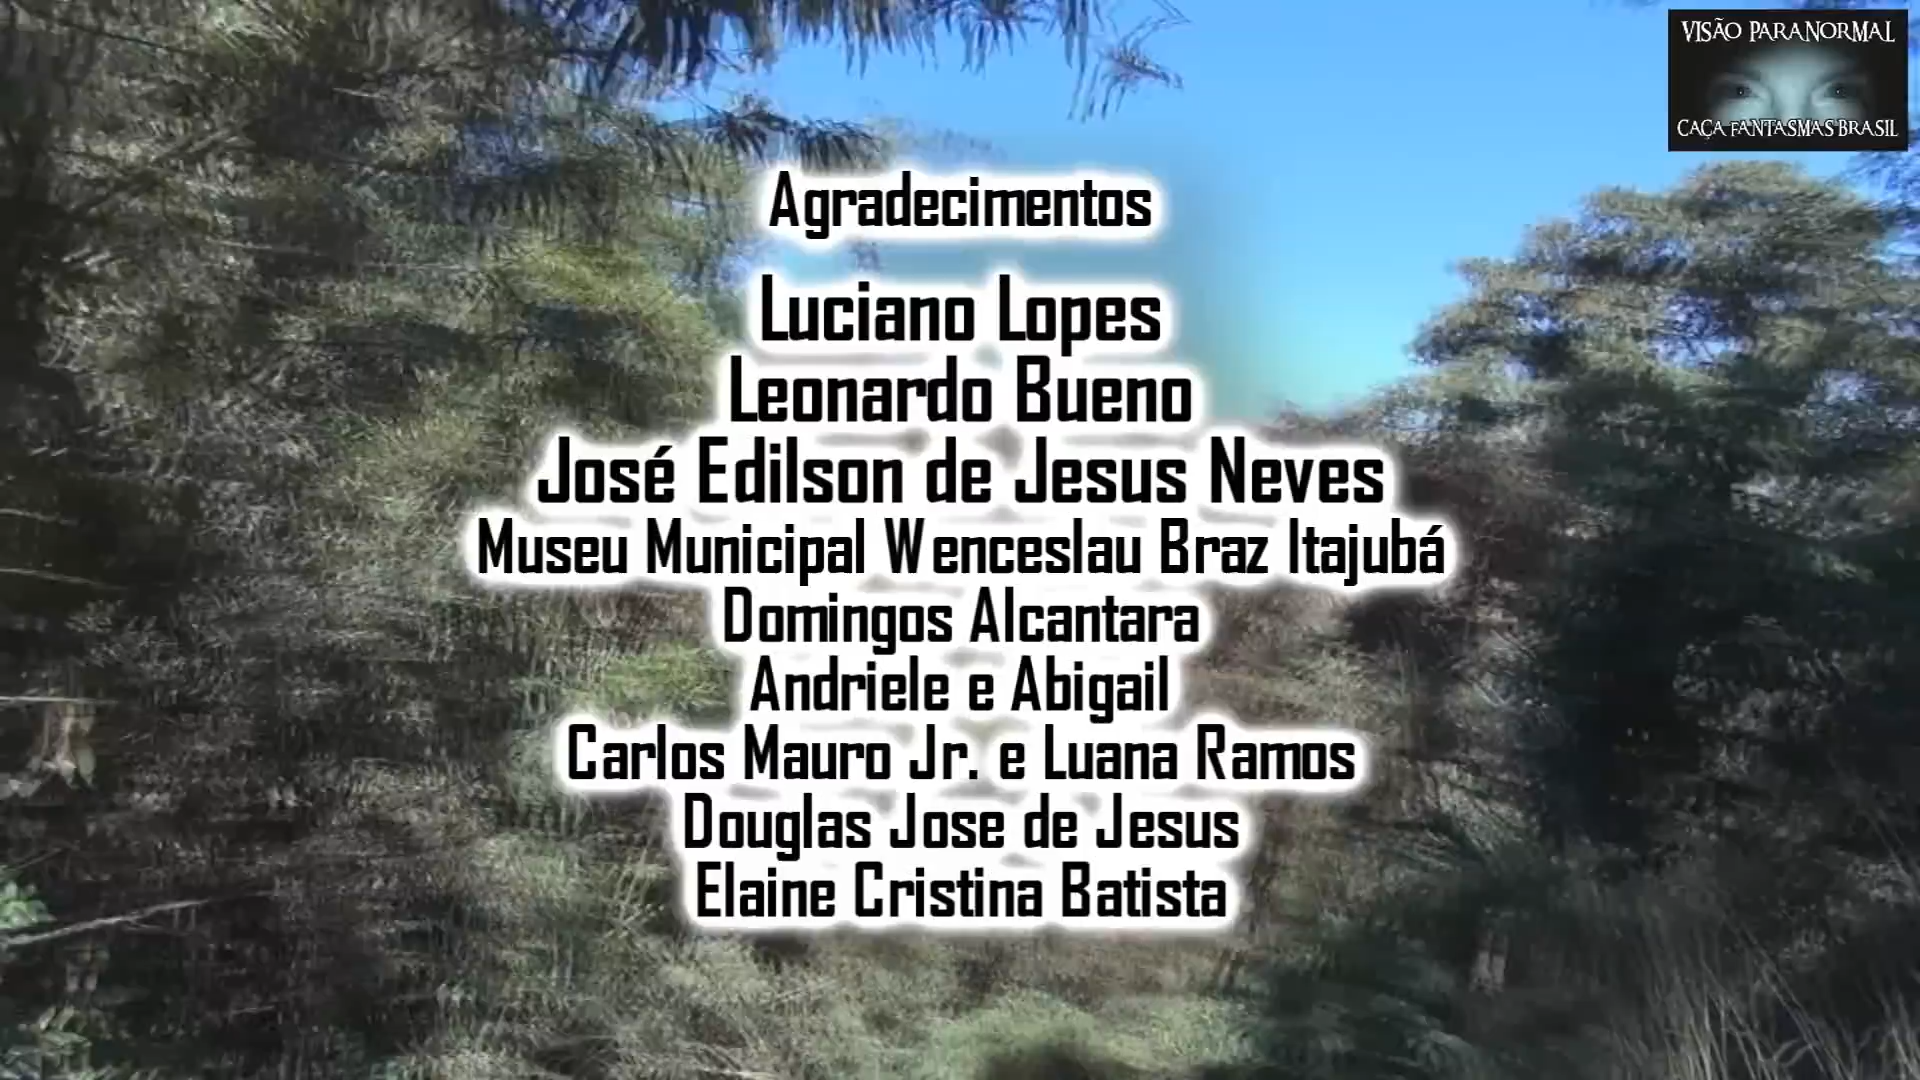 VISÃO PARANORMAL
CAÇA FANTASMAS BRASIL
Agradecimentos
Luciano Lopes
Leonardo Bueno
José Edilson de Jesus Neves
Museu Municipal Wenceslau Braz Itajubá
Domingos Alcantara
Andriele e Abigail
Carlos Mauro Jr. e Luana Ramos
Douglas Jose de Jesus
Elaine Cristina Batista